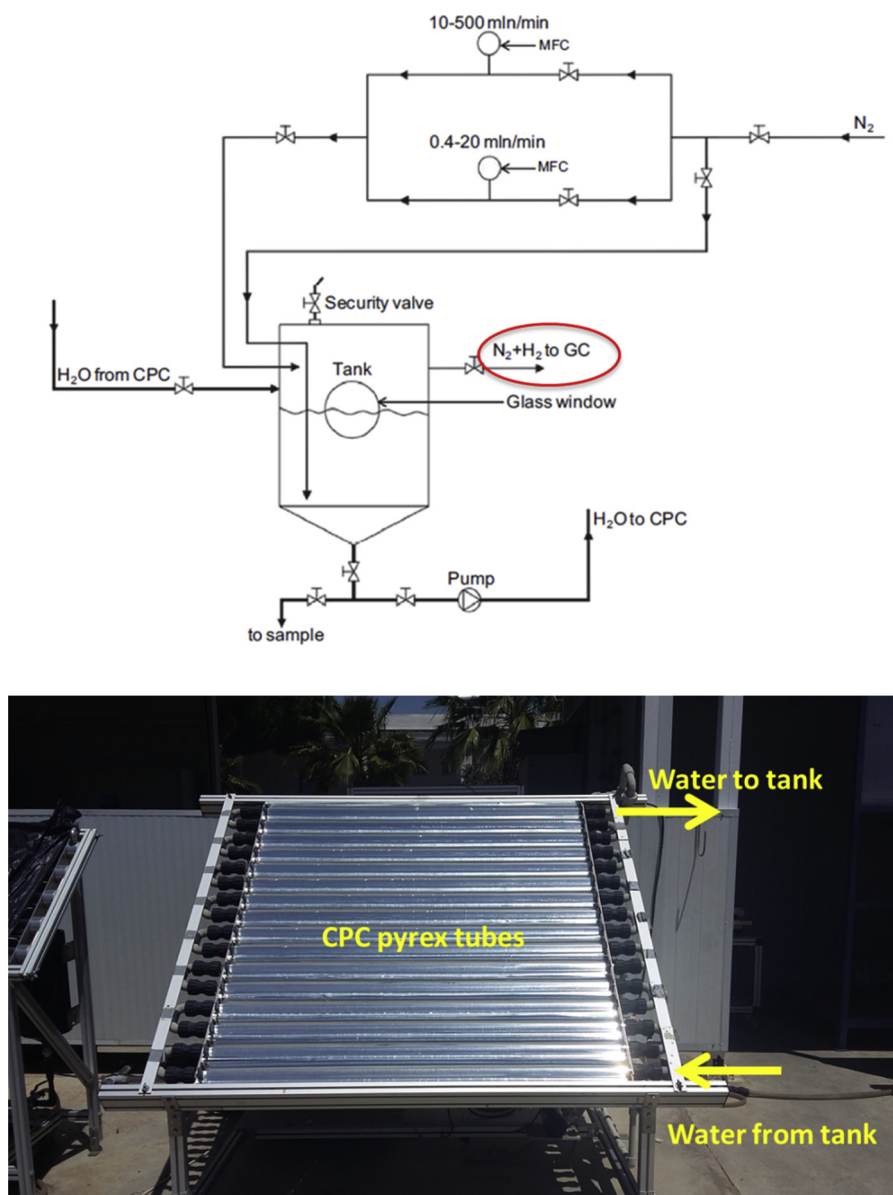 10-500 mln/min
MFC
N₂
0.4-20 mln/min
MFC
Security valve
N₂+H₂ to GC
H₂O from CPC
Tank
Glass window
H₂O to CPC
Pump
to sample
Water to tank
CPC pyrex tubes
Water from tank